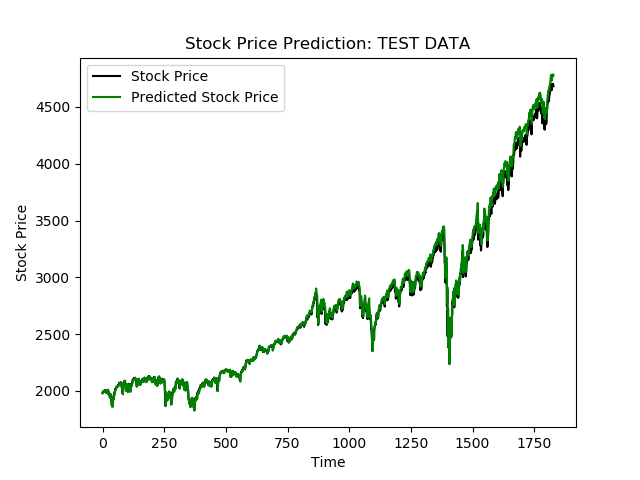 Stock Price Prediction: TEST DATA
Stock Price
Predicted Stock Price
4500
4000
3500
3000
2500
2000
Stock Price
0 250 500 750 1000 1250 1500 1750
Time